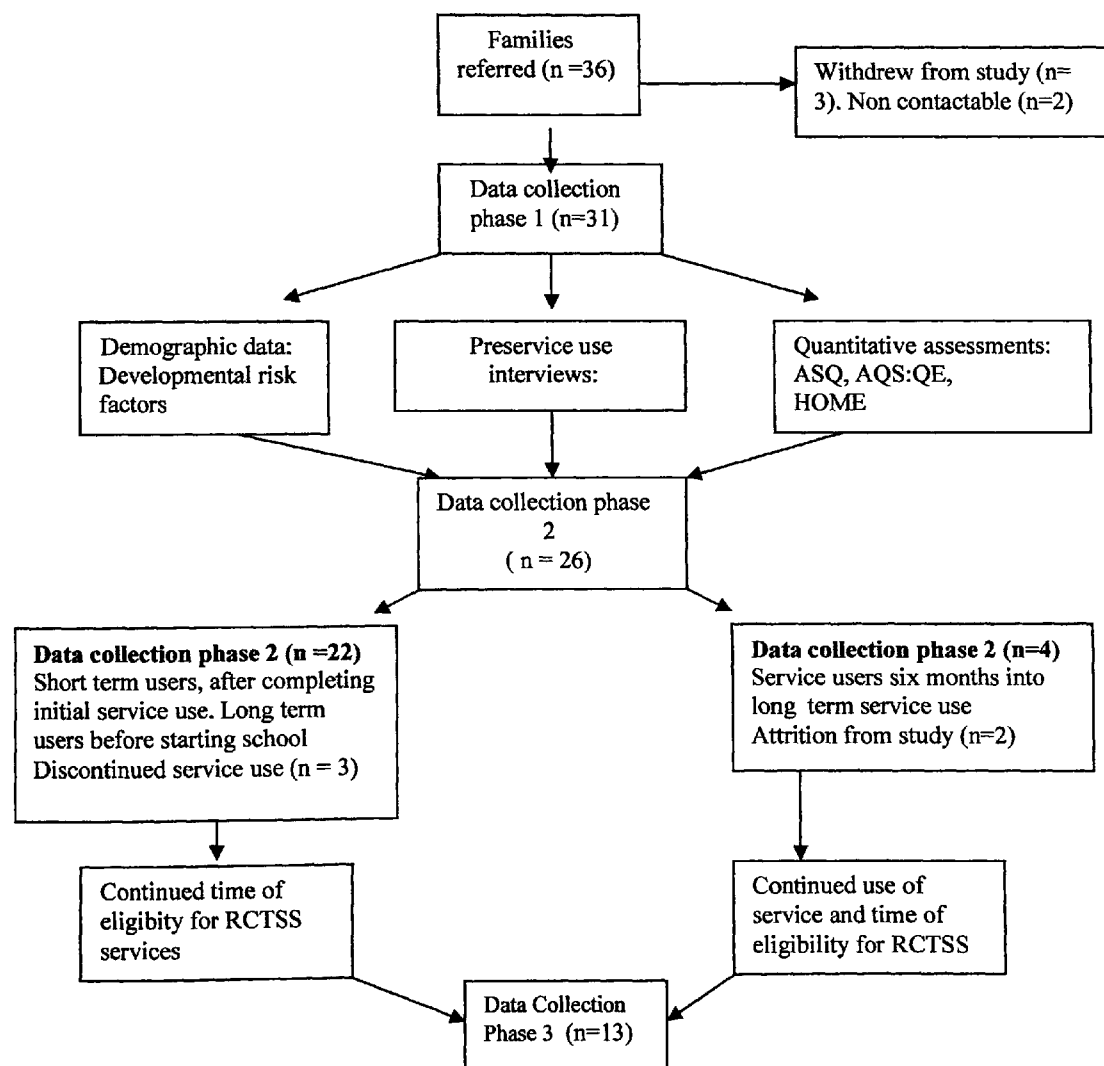 Families
referred (n =36)
Withdrew from study (n=
3). Non contactable (n=2)
Data collection
phase 1 (n=31)
Demographic data:
Developmental risk
factors
Preservice use
interviews:
Quantitative assessments:
ASQ, AQS:QE,
HOME
Data collection phase
2
( n = 26)
Data collection phase 2 (n =22)
Short term users, after completing
initial service use. Long term
users before starting school
Discontinued service use (n = 3)
Data collection phase 2 (n=4)
Service users six months into
long term service use
Attrition from study (n=2)
Continued time of
eligibity for RCTSS
services
Continued use of
service and time of
eligibility for RCTSS
Data Collection
Phase 3 (n=13)